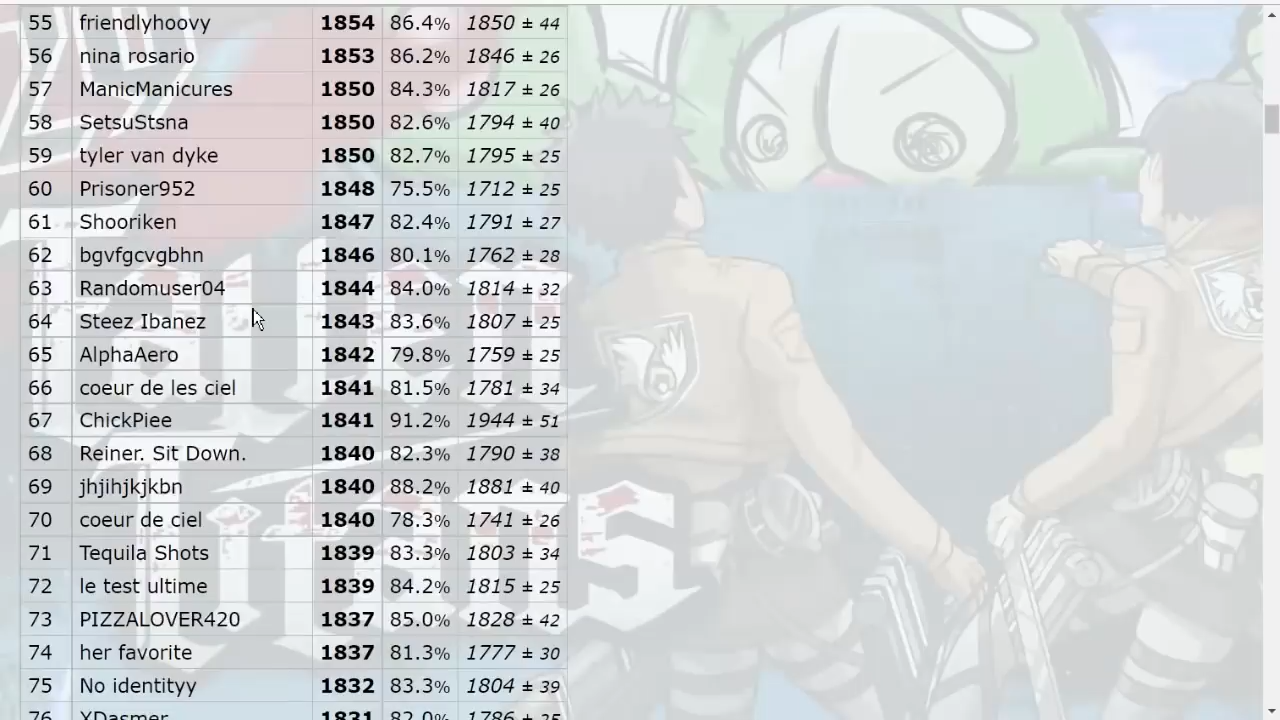 55 friendlyhoovy 1854 86.4% 1850 ± 44
56 nina rosario 1853 86.2% 1846 ± 26
57 ManicManicures 1850 84.3% 1817 ± 26
58 SetsuStsna 1850 82.6% 1794 ± 40
59 tyler van dyke 1850 82.7% 1795 ± 25
60 Prisoner952 1848 75.5% 1712 ± 25
61 Shooriken 1847 82.4% 1791 ± 27
62 bgvfgcvgbhn 1846 80.1% 1762 ± 28
63 Randomuser04 1844 84.0% 1814 ± 32
64 Steez Ibanez 1843 83.6% 1807 ± 25
65 AlphaAero 1842 79.8% 1759 ± 25
66 coeur de les ciel 1841 81.5% 1781 ± 34
67 ChickPiee 1841 91.2% 1944 ± 51
68 Reiner. Sit Down. 1840 82.3% 1790 ± 38
69 jhjihjkjkbn 1840 88.2% 1881 ± 40
70 coeur de ciel 1840 78.3% 1741 ± 26
71 Tequila Shots 1839 83.3% 1803 ± 34
72 le test ultime 1839 84.2% 1815 ± 25
73 PIZZALOVER420 1837 85.0% 1828 ± 42
74 her favorite 1837 81.3% 1777 ± 30
75 No identityy 1832 83.3% 1804 ± 39
76 XDasmer 1831 82.0% 1786 ± 25